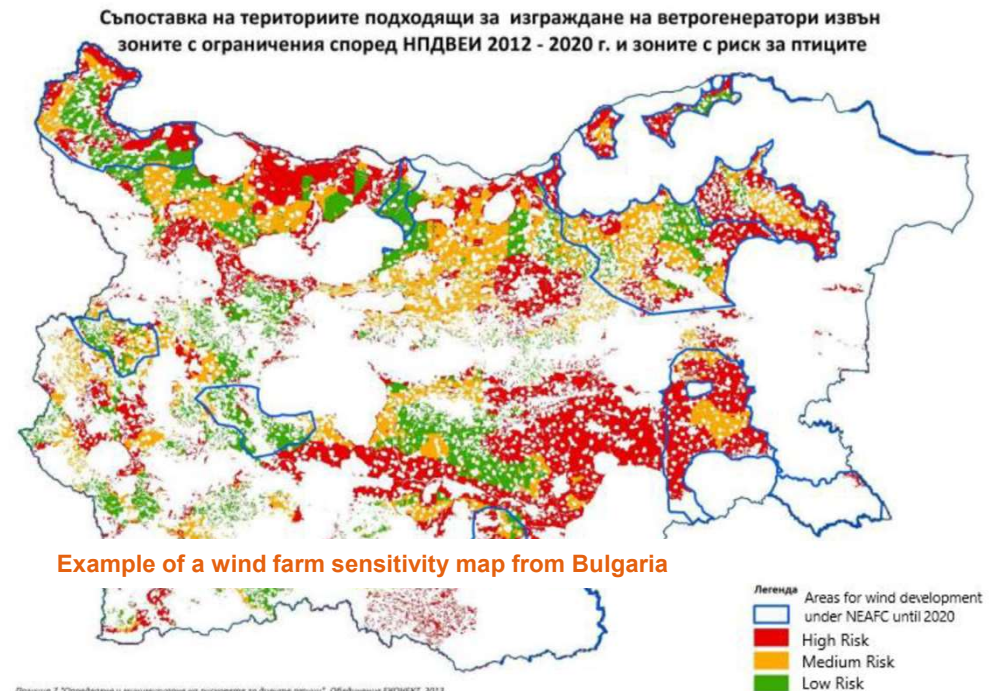 Съпоставка на териториите подходящи за изграждане на ветрогенератори извън
зоните с ограничения според НПДВЕИ 2012 - 2020 г. и зоните с риск за птиците
Example of a wind farm sensitivity map from Bulgaria
Легенда
Areas for wind development
under NEAFC until 2020
High Risk
Medium Risk
Low Risk